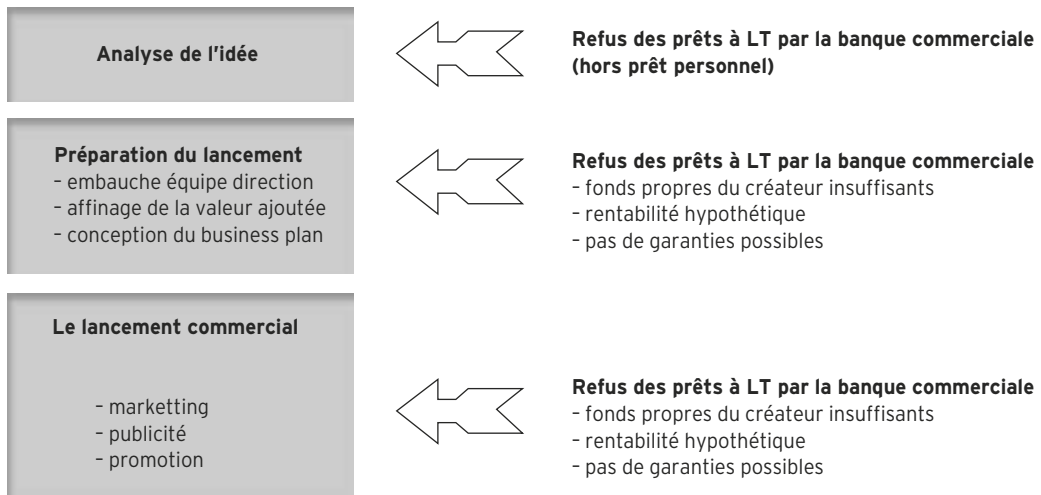 Analyse de l'idée
Refus des prêts à LT par la banque commerciale
(hors prêt personnel)
Préparation du lancement
– embauche équipe direction
– affinage de la valeur ajoutée
– conception du business plan
Refus des prêts à LT par la banque commerciale
– fonds propres du créateur insuffisants
– rentabilité hypothétique
– pas de garanties possibles
Le lancement commercial
– marketting
– publicité
– promotion
Refus des prêts à LT par la banque commerciale
– fonds propres du créateur insuffisants
– rentabilité hypothétique
– pas de garanties possibles